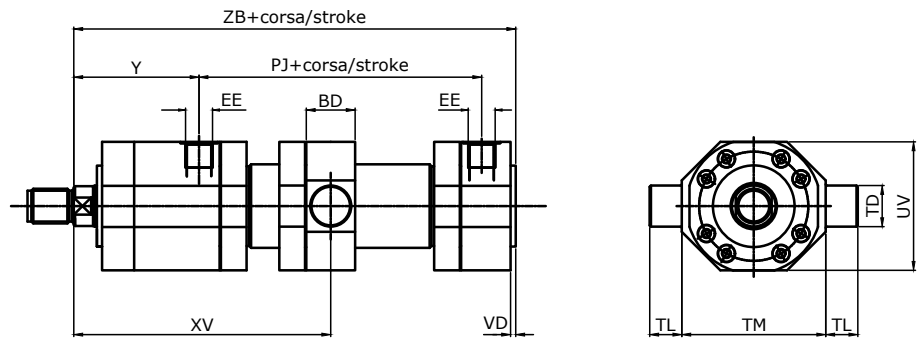 ZB+corsa/stroke
Y
PJ+corsa/stroke
EE
BD
EE
TD
UV
XV
VD
TL
TM
TL